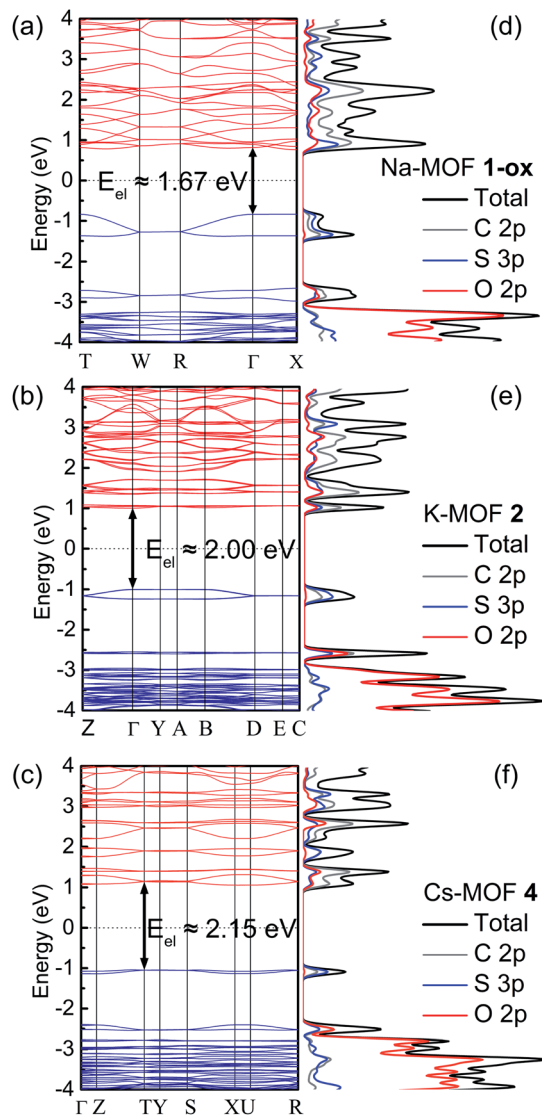 (a)
Energy (eV)
4
3
2
1
0
-1
-2
-3
-4
E_el ≈ 1.67 eV
T W R Γ X
(d)
Na-MOF 1-ox
Total
C 2p
S 3p
O 2p
(b)
Energy (eV)
4
3
2
1
0
-1
-2
-3
-4
E_el ≈ 2.00 eV
Z Γ Y A B D E C
(e)
K-MOF 2
Total
C 2p
S 3p
O 2p
(c)
Energy (eV)
4
3
2
1
0
-1
-2
-3
-4
E_el ≈ 2.15 eV
Γ Z T Y S X U R
(f)
Cs-MOF 4
Total
C 2p
S 3p
O 2p